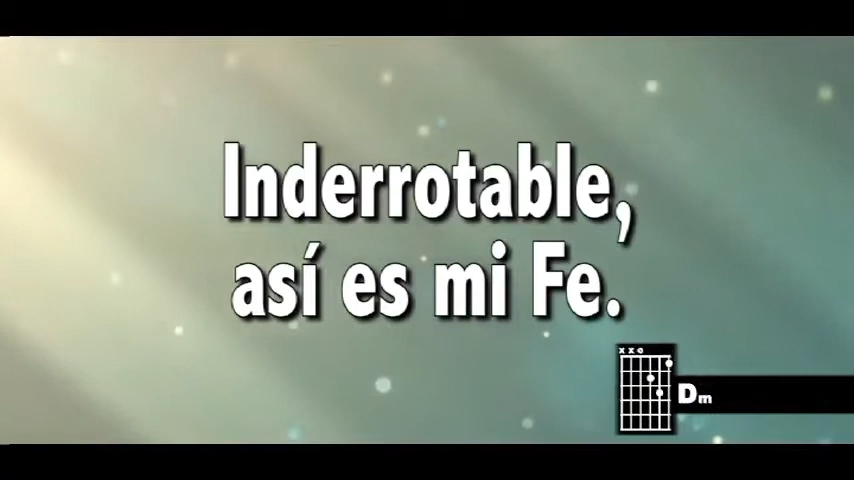 Inderrotable,
así es mi Fe.
x x o
Dm